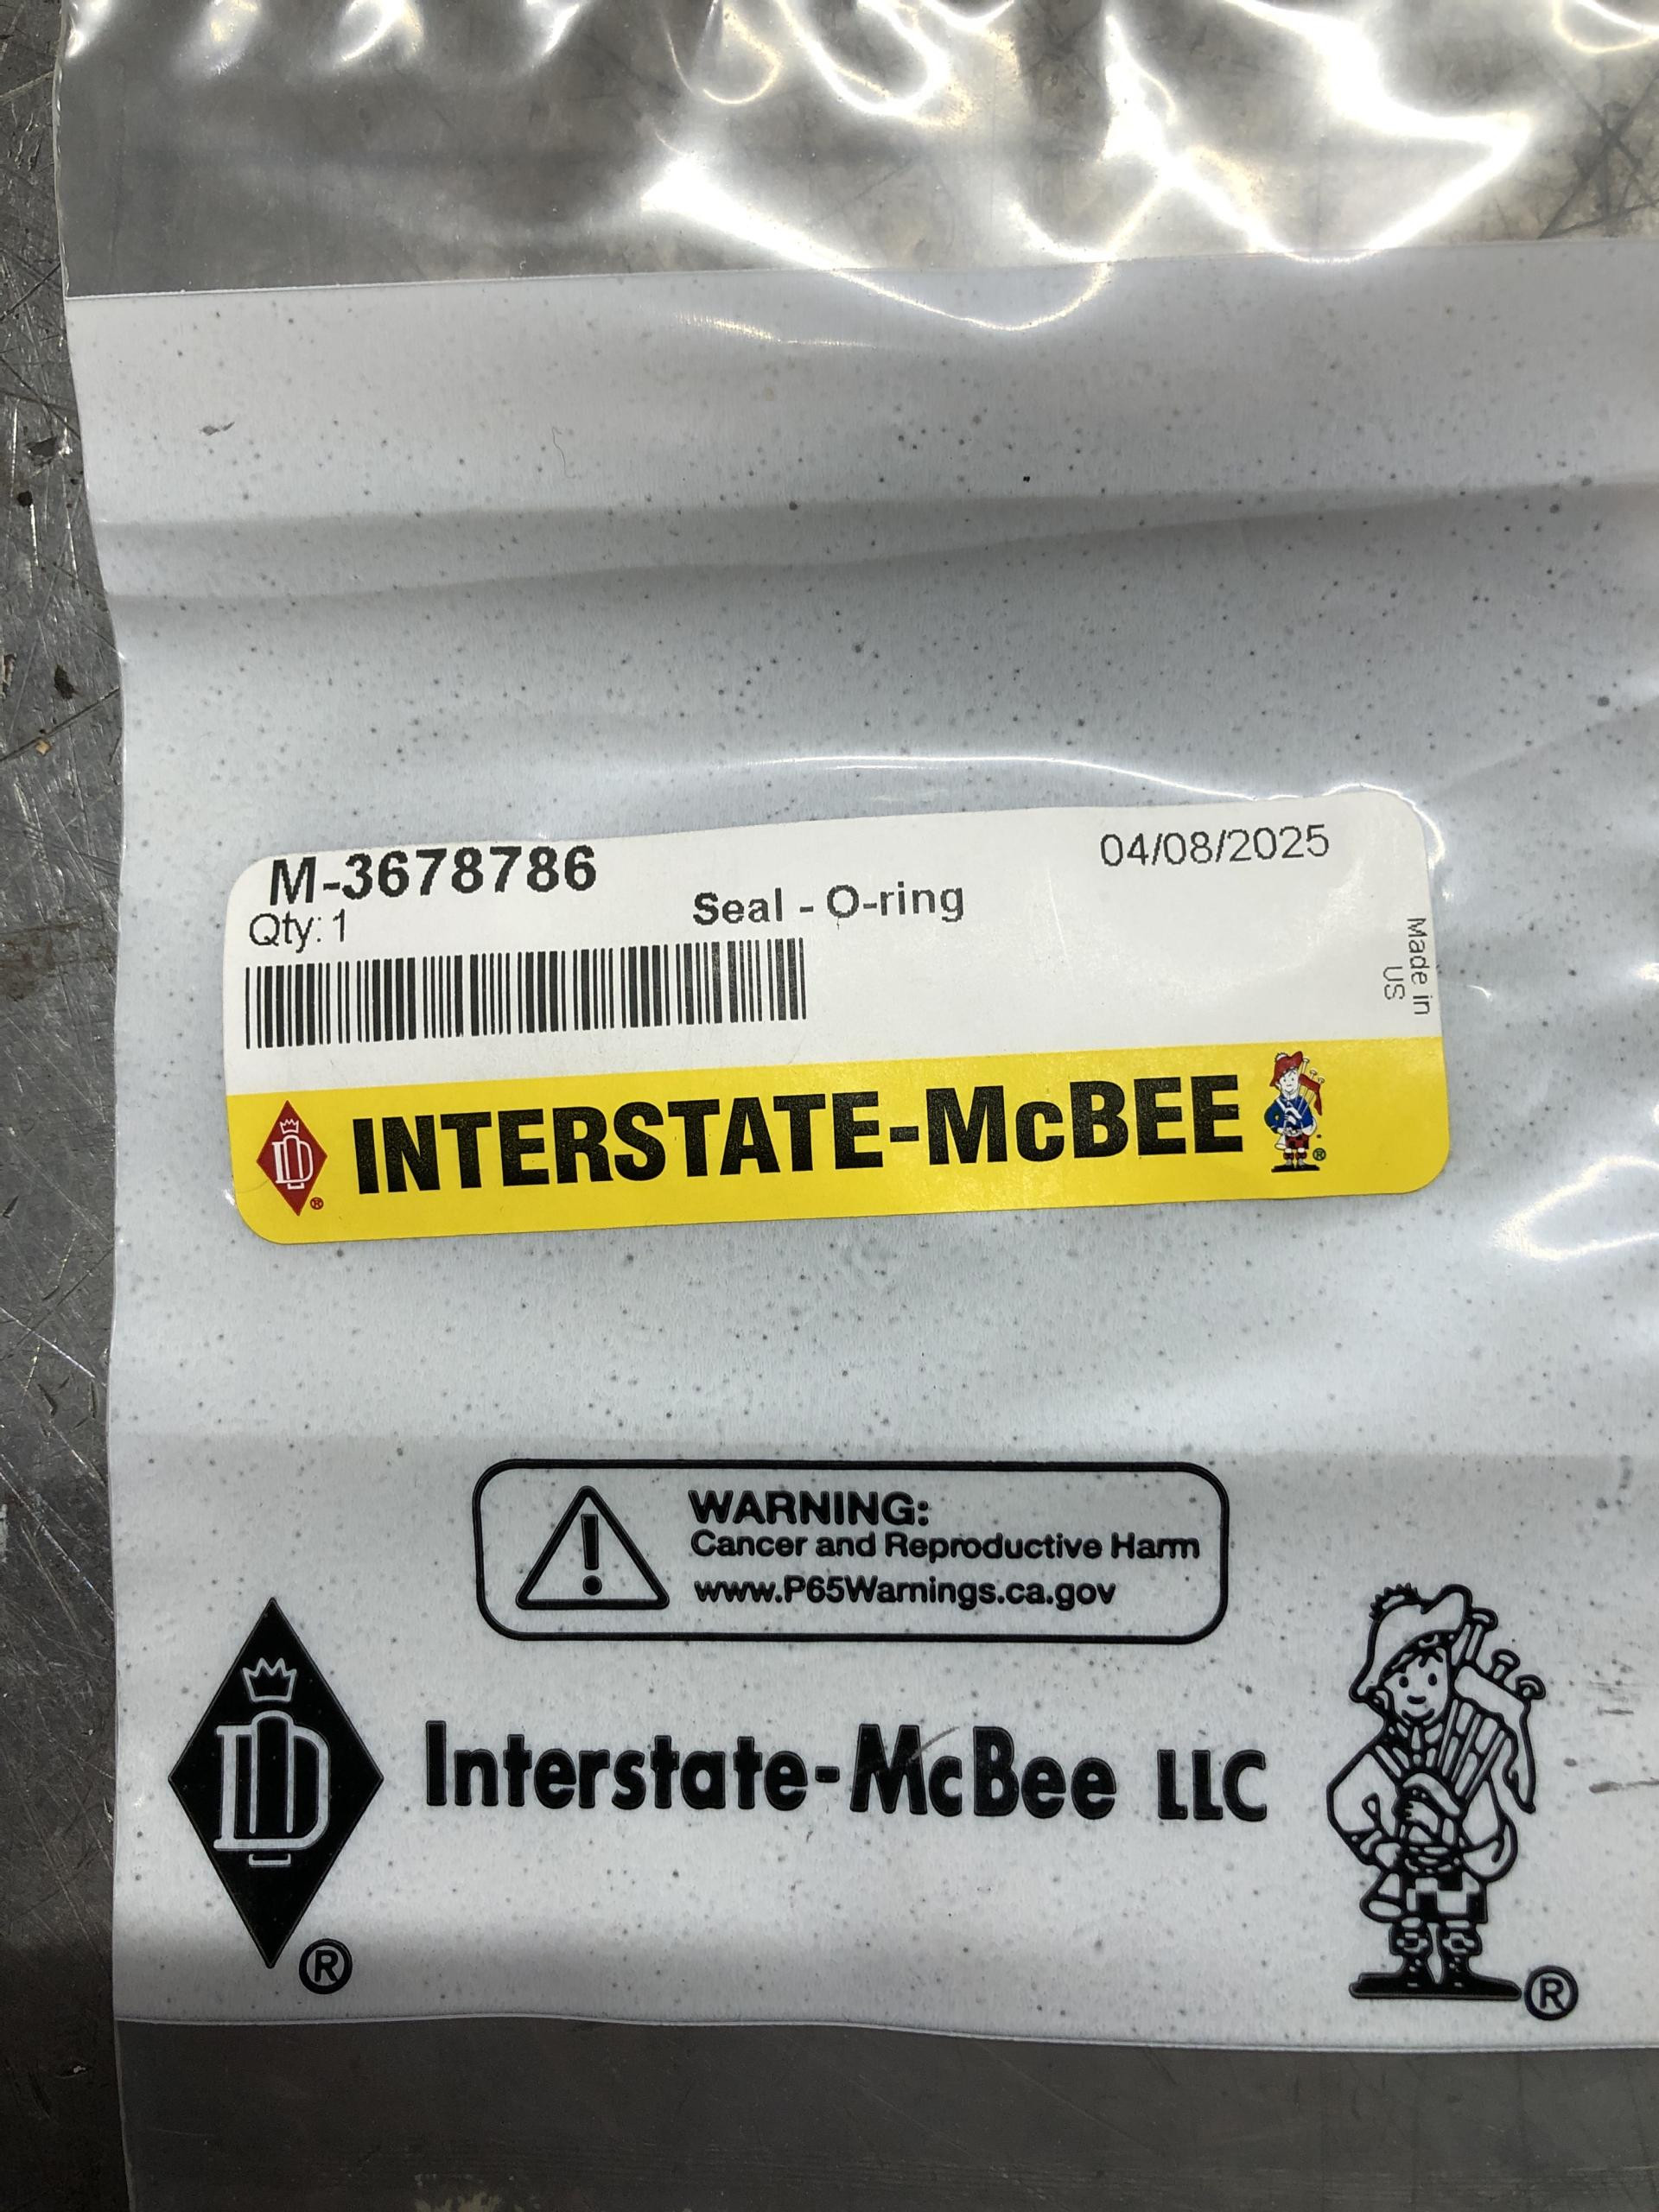 M-3678786
04/08/2025
Qty: 1
Seal - O-ring
Made in
US
INTERSTATE-McBEE
®
®
WARNING:
Cancer and Reproductive Harm
www.P65Warnings.ca.gov
Interstate-McBee LLC
®
®